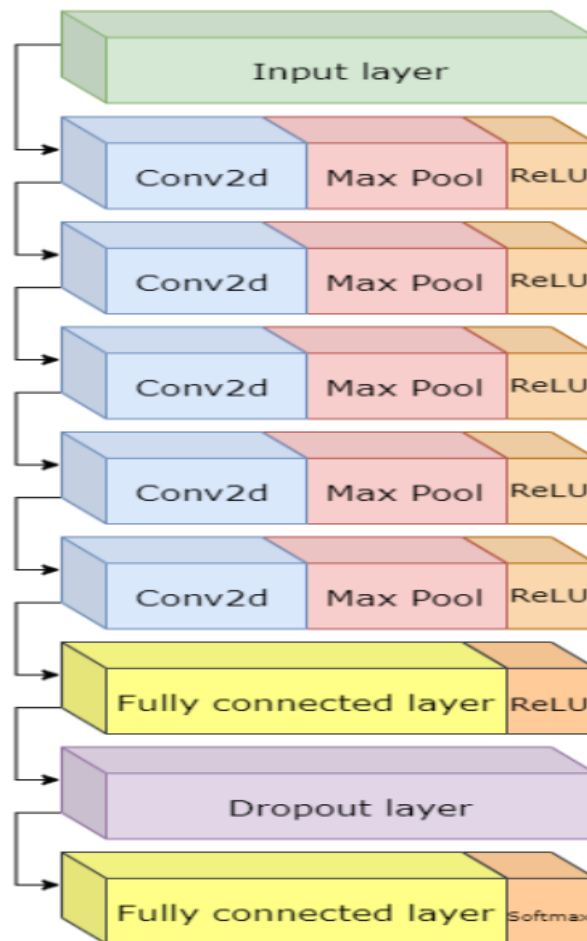 Input layer
Conv2d Max Pool ReLU
Conv2d Max Pool ReLU
Conv2d Max Pool ReLU
Conv2d Max Pool ReLU
Conv2d Max Pool ReLU
Fully connected layer ReLU
Dropout layer
Fully connected layer Softmax